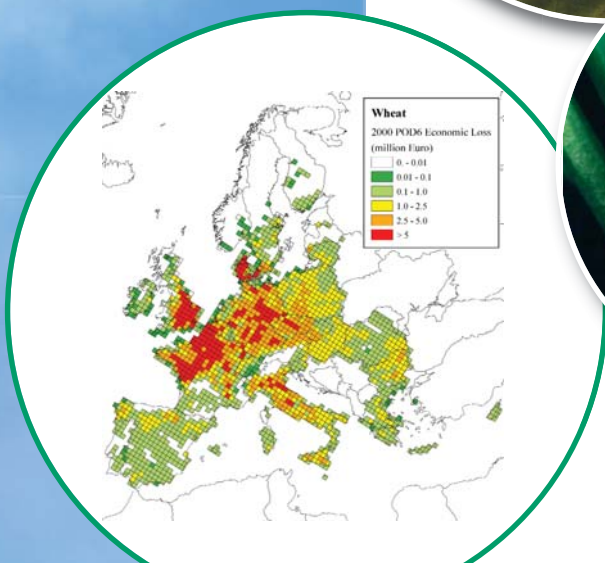 Wheat
2000 POD6 Economic Loss
(million Euro)
0. - 0.01
0.01 - 0.1
0.1 - 1.0
1.0 - 2.5
2.5 - 5.0
> 5